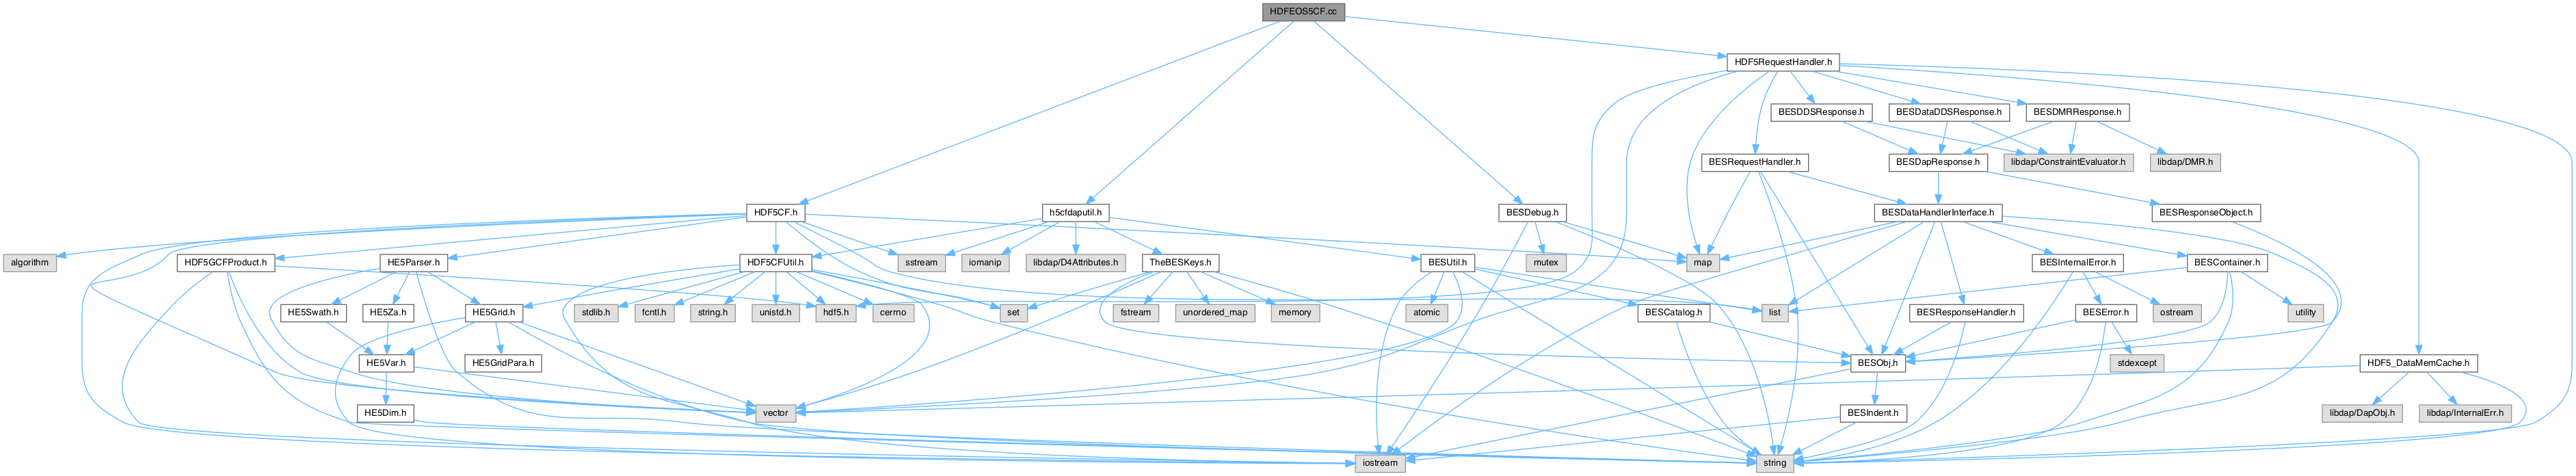 HDFEOS5CF.cc
HDF5RequestHandler.h
BESDDSResponse.h
BESDataDDSResponse.h
BESDMRResponse.h
BESRequestHandler.h
BESDapResponse.h
libdap/ConstraintEvaluator.h
libdap/DMR.h
HDF5CF.h
h5cfdaputil.h
BESDebug.h
BESDataHandlerInterface.h
BESResponseObject.h
algorithm
HDF5GCFProduct.h
HE5Parser.h
HDF5CFUtil.h
sstream
iomanip
libdap/D4Attributes.h
TheBESKeys.h
BESUtil.h
mutex
map
BESInternalError.h
BESContainer.h
HE5Swath.h
HE5Za.h
HE5Grid.h
stdlib.h
fcntl.h
string.h
unistd.h
hdf5.h
cerrno
set
fstream
unordered_map
memory
atomic
BESCatalog.h
list
BESResponseHandler.h
BESError.h
ostream
utility
HE5Var.h
HE5GridPara.h
BESObj.h
stdexcept
HDF5_DataMemCache.h
HE5Dim.h
vector
BESIndent.h
libdap/DapObj.h
libdap/InternalErr.h
iostream
string